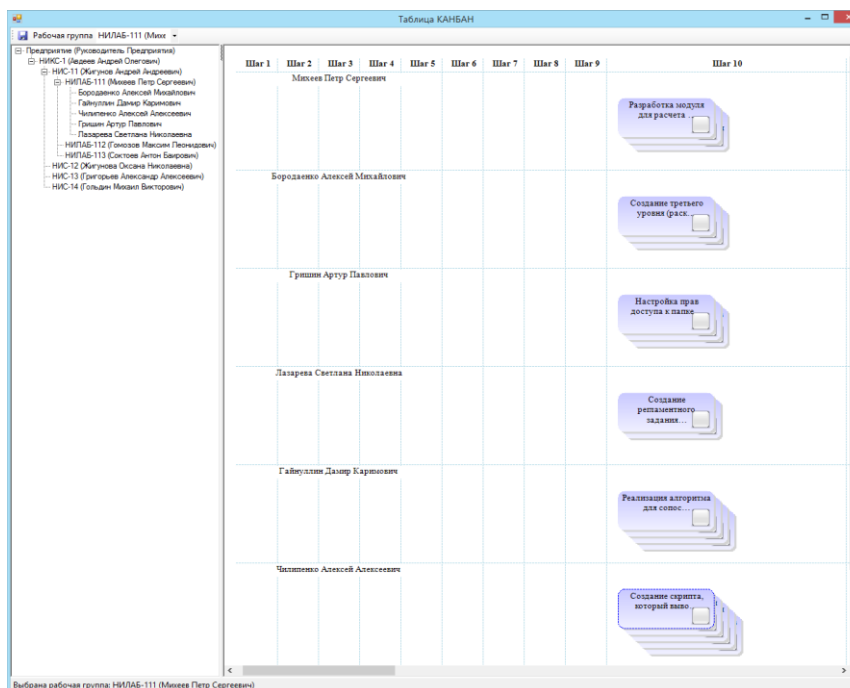 Таблица КАНБАН
Рабочая группа НИЛАБ-111 (Мих
Предприятие (Руководитель Предприятия)
НИКС-1 (Авдеев Андрей Олегович)
НИС-11 (Жигунов Андрей Андреевич)
НИЛАБ-111 (Михеев Петр Сергеевич)
Бородаенко Алексей Михайлович
Гайнуллин Дамир Каримович
Чилипенко Алексей Алексеевич
Гришин Артур Павлович
Лазарева Светлана Николаевна
НИЛАБ-112 (Гомозов Максим Леонидович)
НИЛАБ-113 (Соктоев Антон Баирович)
НИС-12 (Жигунова Оксана Николаевна)
НИС-13 (Григорьев Александр Алексеевич)
НИС-14 (Гольдин Михаил Викторович)
Шаг 1 Шаг 2 Шаг 3 Шаг 4 Шаг 5 Шаг 6 Шаг 7 Шаг 8 Шаг 9 Шаг 10
Михеев Петр Сергеевич
Разработка модуля
для расчета ...
Бородаенко Алексей Михайлович
Создание третьего
уровня (раск...
Гришин Артур Павлович
Настройка прав
доступа к папке
Лазарева Светлана Николаевна
Создание
регламентного
задания...
Гайнуллин Дамир Каримович
Реализация алгоритма
для сопос...
Чилипенко Алексей Алексеевич
Создание скрипта,
который выво...
Выбрана рабочая группа: НИЛАБ-111 (Михеев Петр Сергеевич)